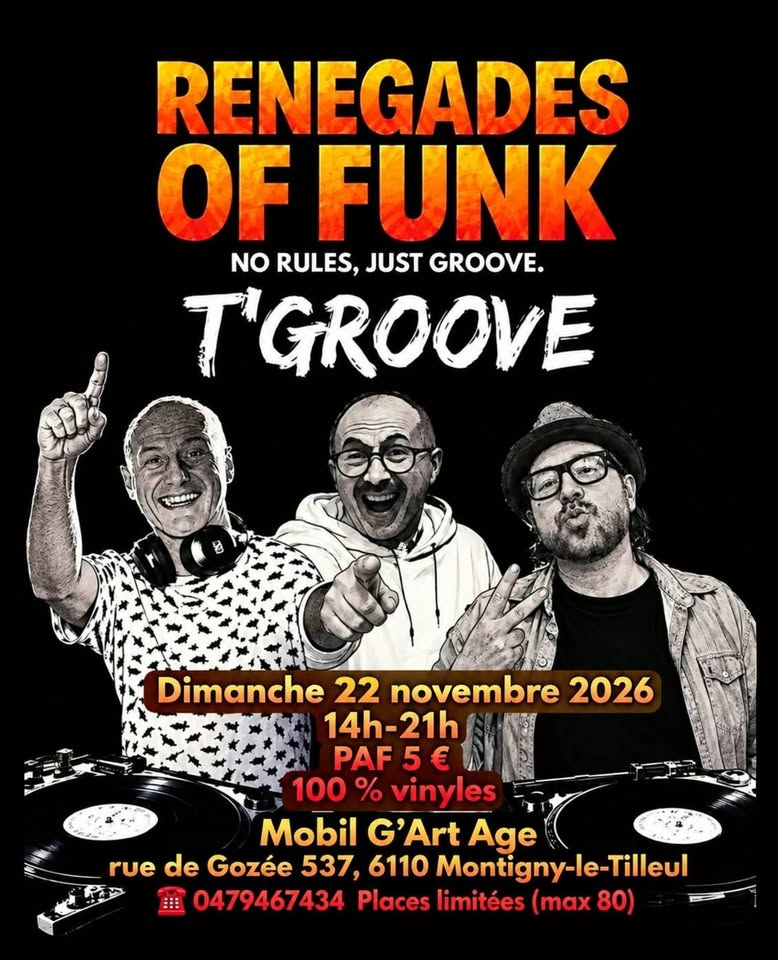 RENEGADES
OF FUNK
NO RULES, JUST GROOVE.
T'GROOVE
Dimanche 22 novembre 2026
14h-21h
PAF 5 €
100 % vinyles
Mobil G'Art Age
rue de Gozée 537, 6110 Montigny-le-Tilleul
☎ 0479467434 Places limitées (max 80)